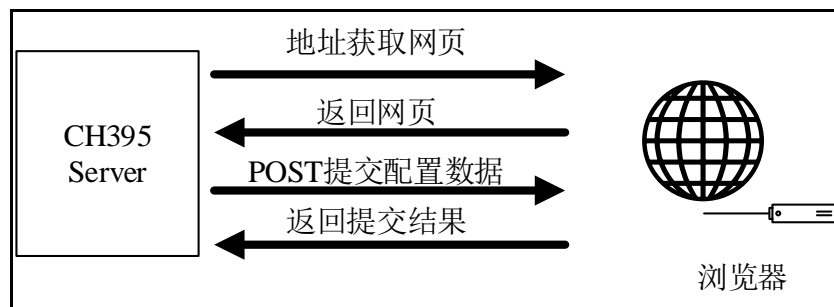 地址获取网页
返回网页
CH395
Server
POST提交配置数据
返回提交结果
浏览器